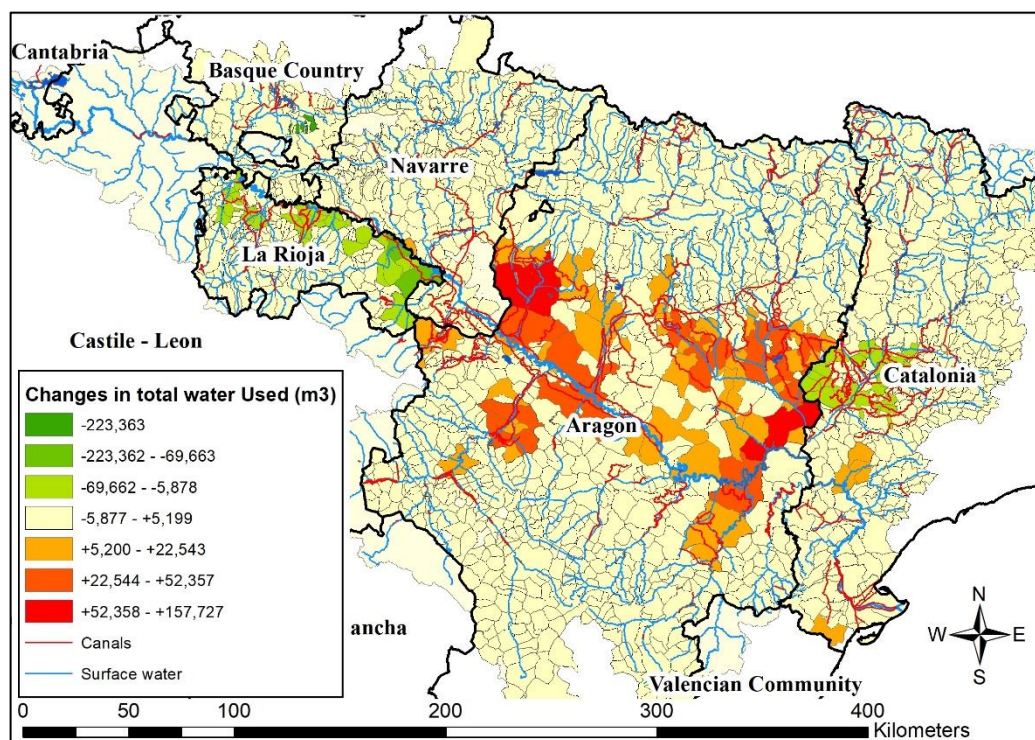 Cantabria
Basque Country
Navarre
La Rioja
Castile - Leon
Catalonia
Aragon
ancha
Valencian Community
Changes in total water Used (m3)
-223,363
-223,362 - -69,663
-69,662 - -5,878
-5,877 - +5,199
+5,200 - +22,543
+22,544 - +52,357
+52,358 - +157,727
Canals
Surface water
N
W E
S
0 50 100 200 300 400
Kilometers